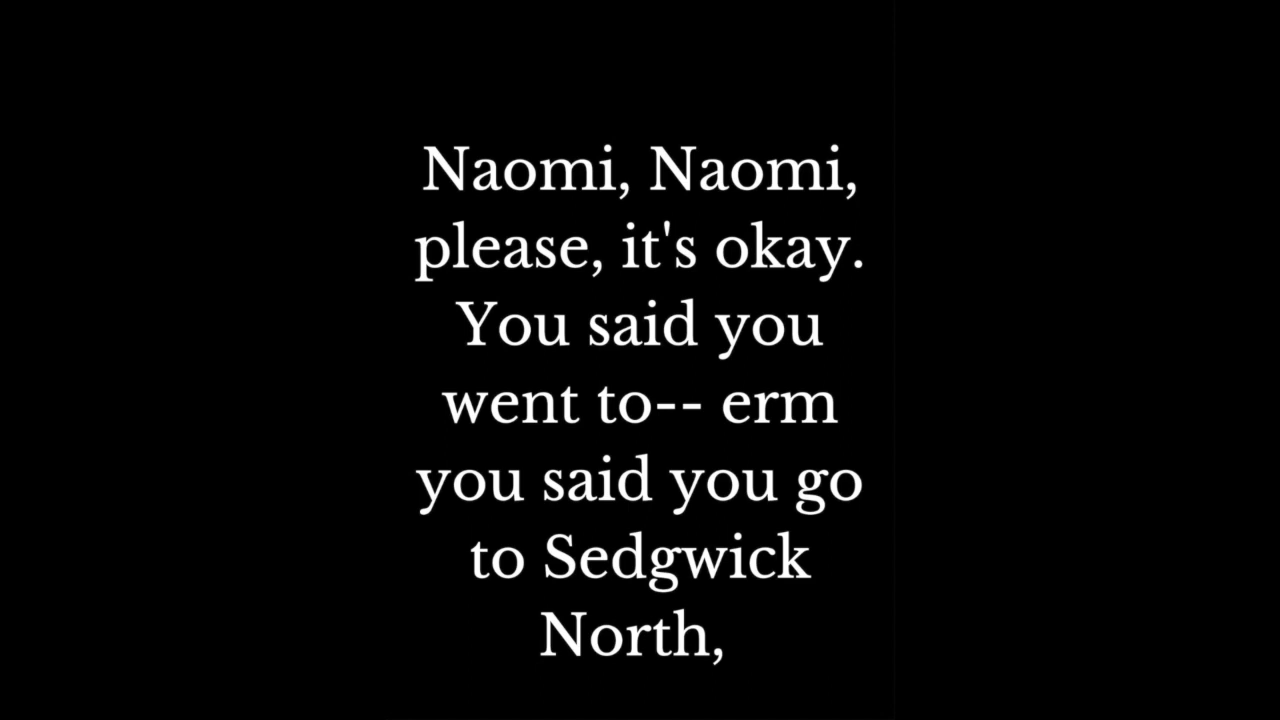 Naomi, Naomi,
please, it's okay.
You said you
went to-- erm
you said you go
to Sedgwick
North,